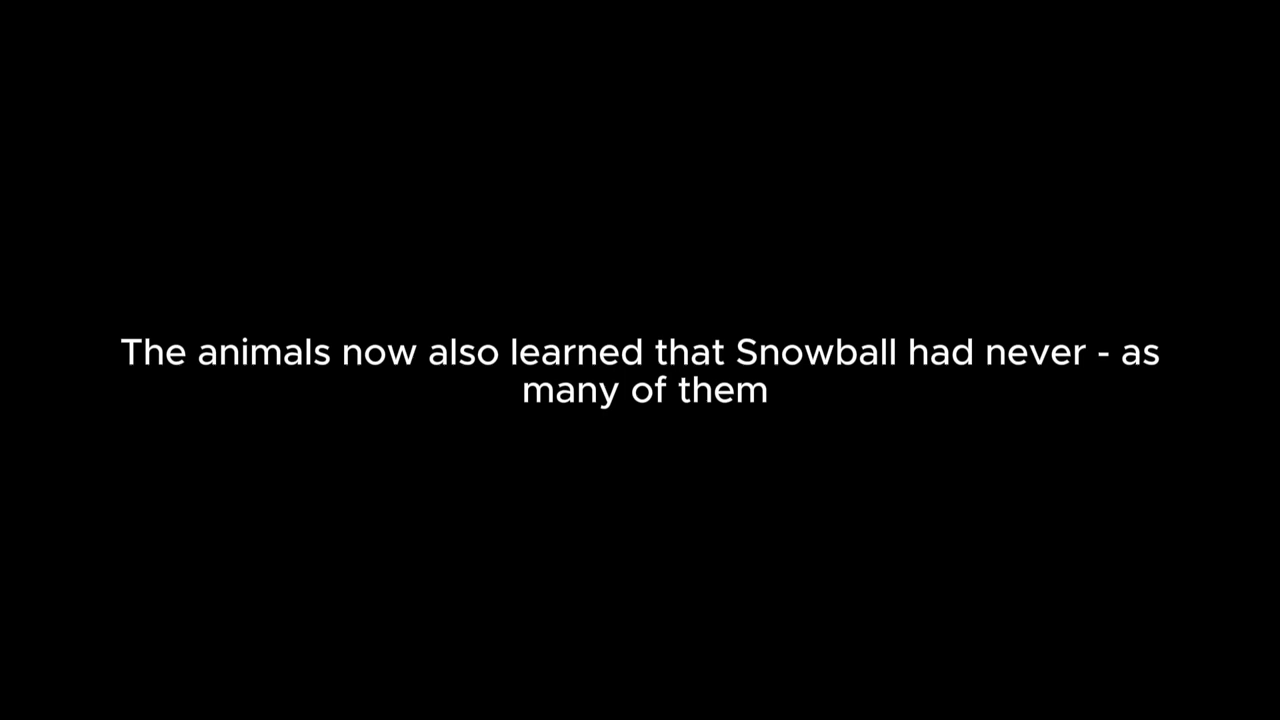 The animals now also learned that Snowball had never - as
many of them